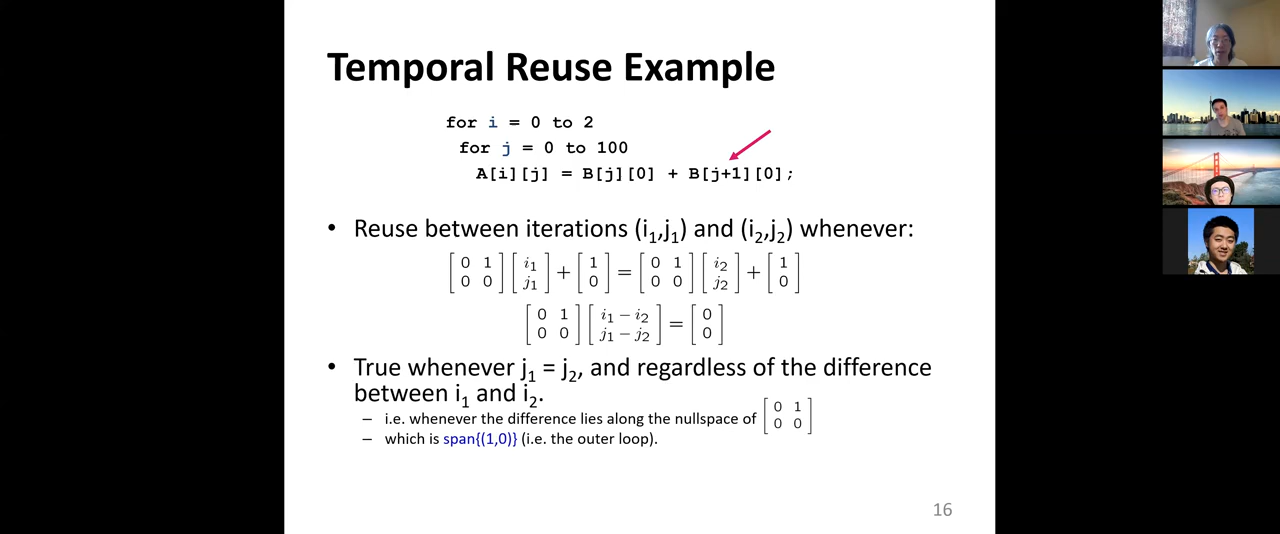 Temporal Reuse Example
for i = 0 to 2
for j = 0 to 100
A[i][j] = B[j][0] + B[j+1][0];
• Reuse between iterations (i₁,j₁) and (i₂,j₂) whenever:
[0 1; 0 0] [i₁; j₁] + [1; 0] = [0 1; 0 0] [i₂; j₂] + [1; 0]
[0 1; 0 0] [i₁ − i₂; j₁ − j₂] = [0; 0]
• True whenever j₁ = j₂, and regardless of the difference
between i₁ and i₂.
– i.e. whenever the difference lies along the nullspace of [0 1; 0 0]
– which is span{(1,0)} (i.e. the outer loop).
16